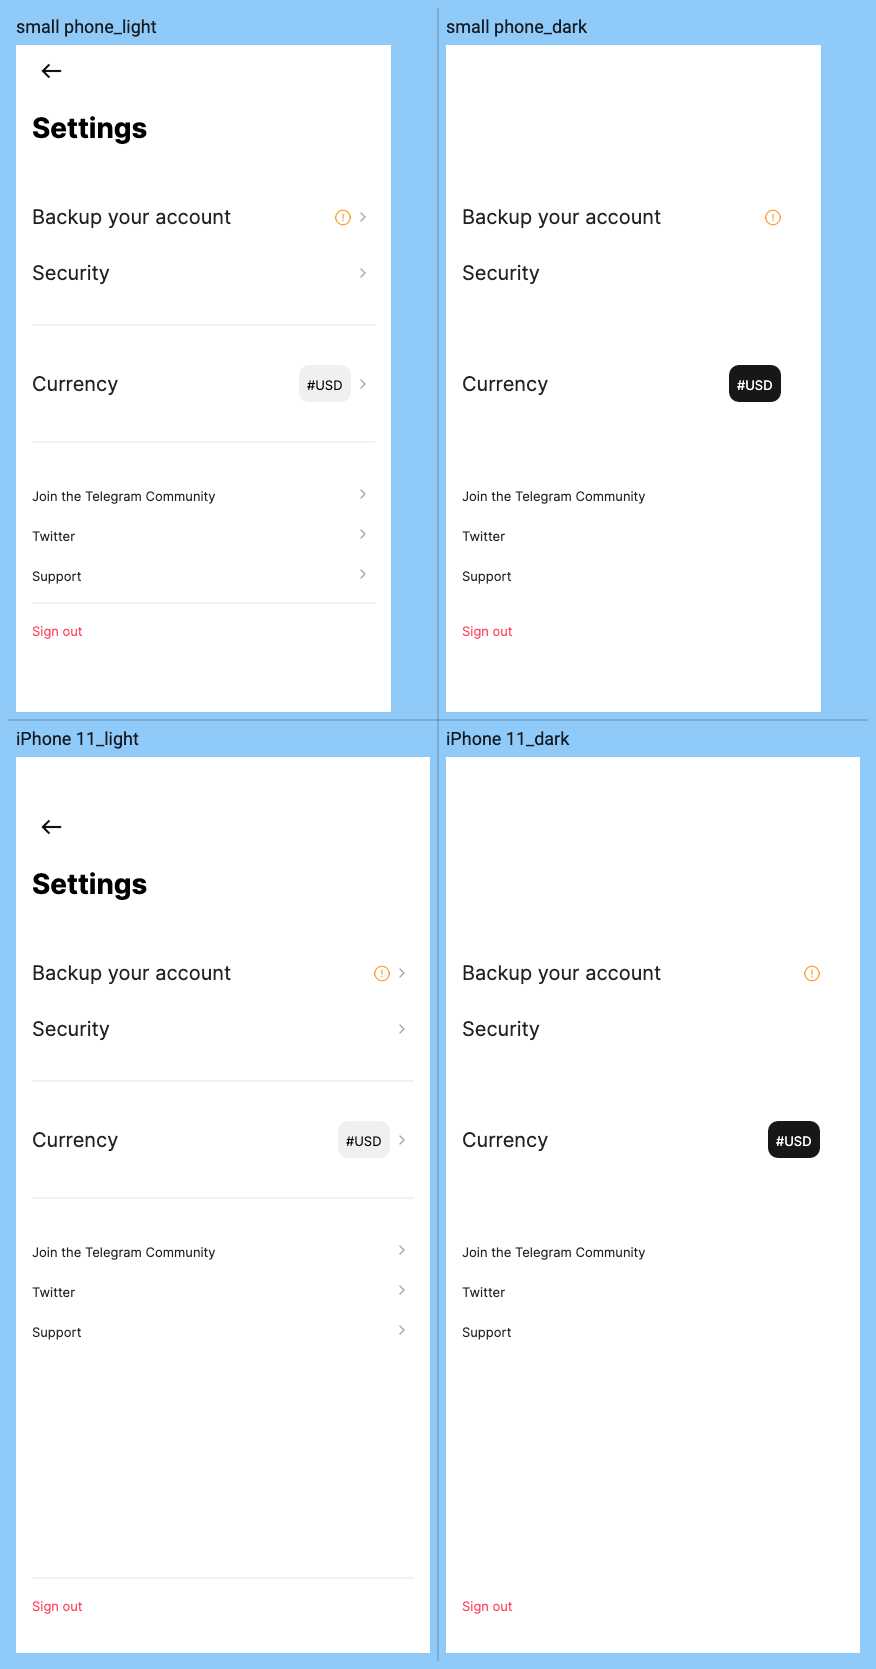 small phone_light
Settings
Backup your account
Security
Currency
#USD
Join the Telegram Community
Twitter
Support
Sign out
small phone_dark
Backup your account
Security
Currency
#USD
Join the Telegram Community
Twitter
Support
Sign out
iPhone 11_light
Settings
Backup your account
Security
Currency
#USD
Join the Telegram Community
Twitter
Support
Sign out
iPhone 11_dark
Backup your account
Security
Currency
#USD
Join the Telegram Community
Twitter
Support
Sign out